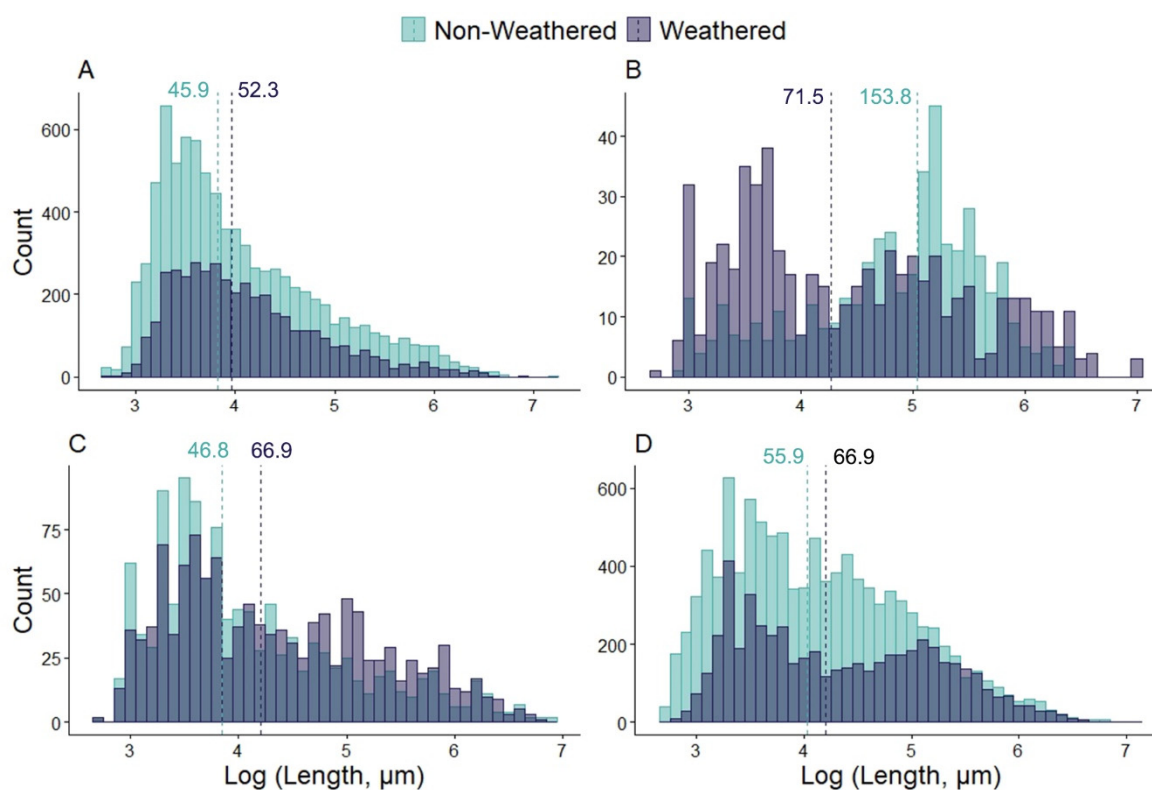 Non-Weathered Weathered
A
45.9 52.3
600
400
200
0
3 4 5 6 7
Count
B
71.5 153.8
40
30
20
10
0
3 4 5 6 7
C
46.8 66.9
75
50
25
0
3 4 5 6 7
Count
Log (Length, µm)
D
55.9 66.9
600
400
200
0
3 4 5 6 7
Log (Length, µm)